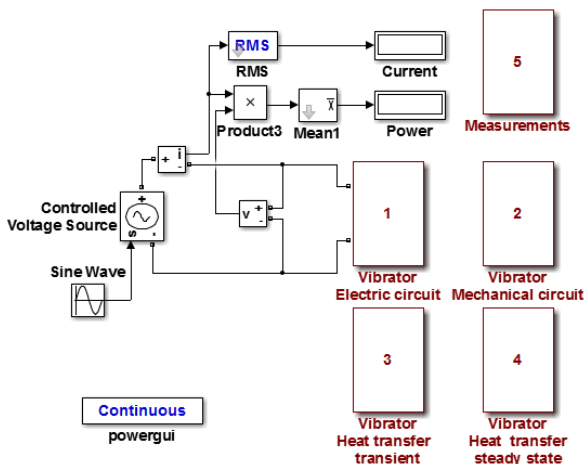 RMS
RMS
Current
5
Measurements
×
Product3
x̄
Mean1
Power
+ i -
+
s
-
Controlled
Voltage Source
v + -
1
Vibrator
Electric circuit
2
Vibrator
Mechanical circuit
Sine Wave
3
Vibrator
Heat transfer
transient
4
Vibrator
Heat transfer
steady state
Continuous
powergui